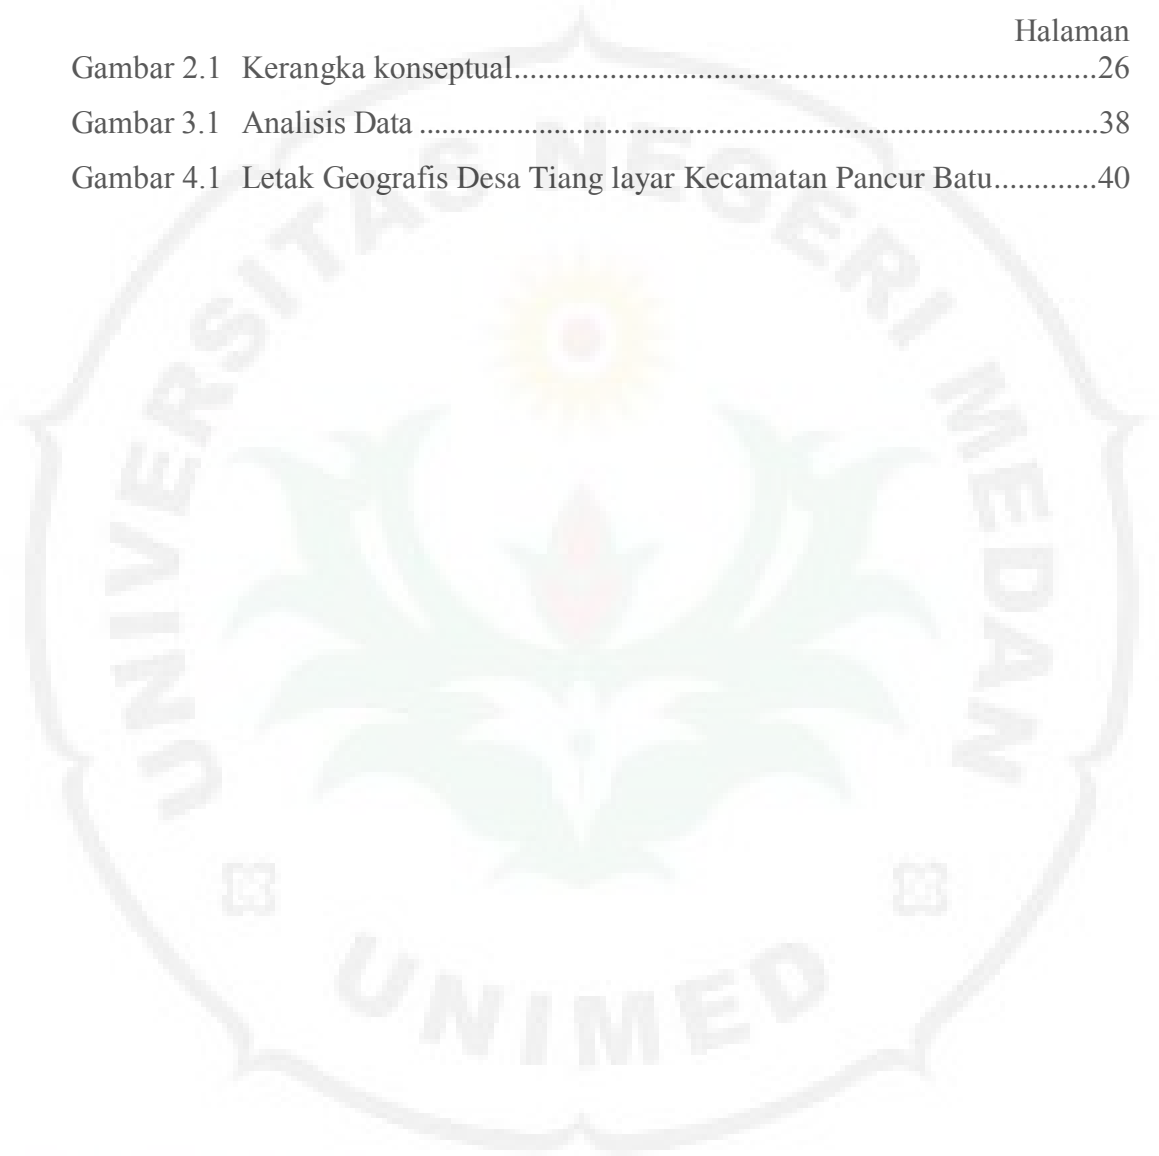 Halaman
Gambar 2.1 Kerangka konseptual.........................................................................26
Gambar 3.1 Analisis Data .....................................................................................38
Gambar 4.1 Letak Geografis Desa Tiang layar Kecamatan Pancur Batu.............40
UNIVERSITAS NEGERI MEDAN
UNIMED